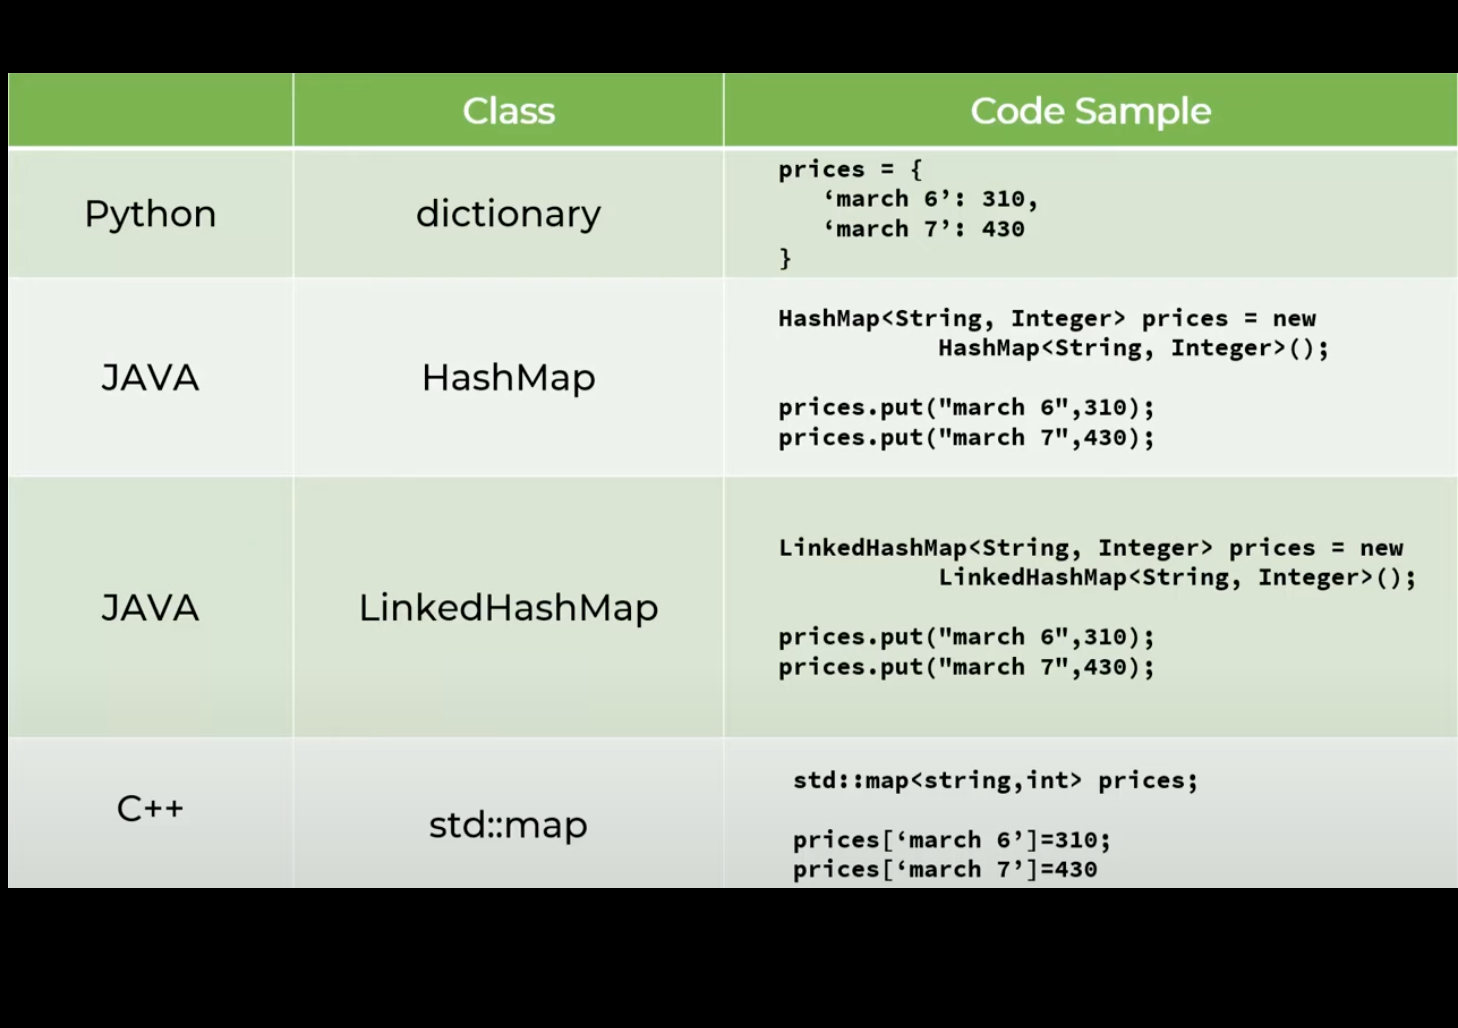 Class
Code Sample
Python
dictionary
prices = {
‘march 6’: 310,
‘march 7’: 430
}
JAVA
HashMap
HashMap<String, Integer> prices = new
HashMap<String, Integer>();
prices.put("march 6",310);
prices.put("march 7",430);
JAVA
LinkedHashMap
LinkedHashMap<String, Integer> prices = new
LinkedHashMap<String, Integer>();
prices.put("march 6",310);
prices.put("march 7",430);
C++
std::map
std::map<string,int> prices;
prices[‘march 6’]=310;
prices[‘march 7’]=430